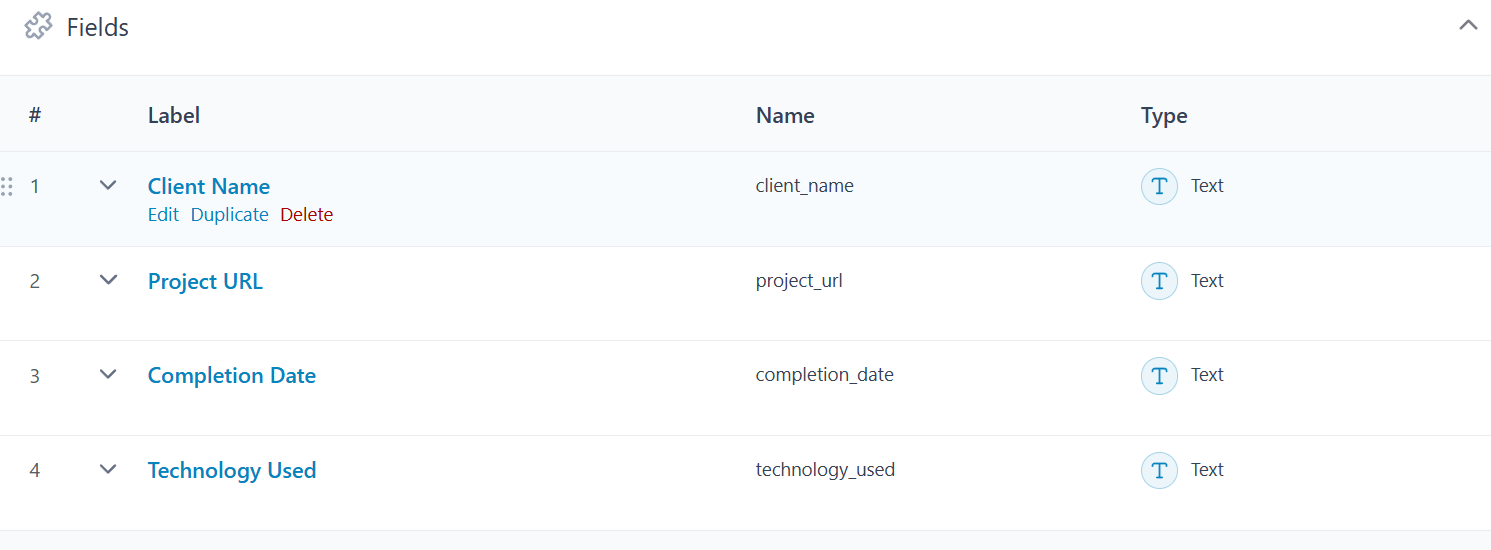 Fields
# Label Name Type
1 Client Name client_name T Text
Edit Duplicate Delete
2 Project URL project_url T Text
3 Completion Date completion_date T Text
4 Technology Used technology_used T Text